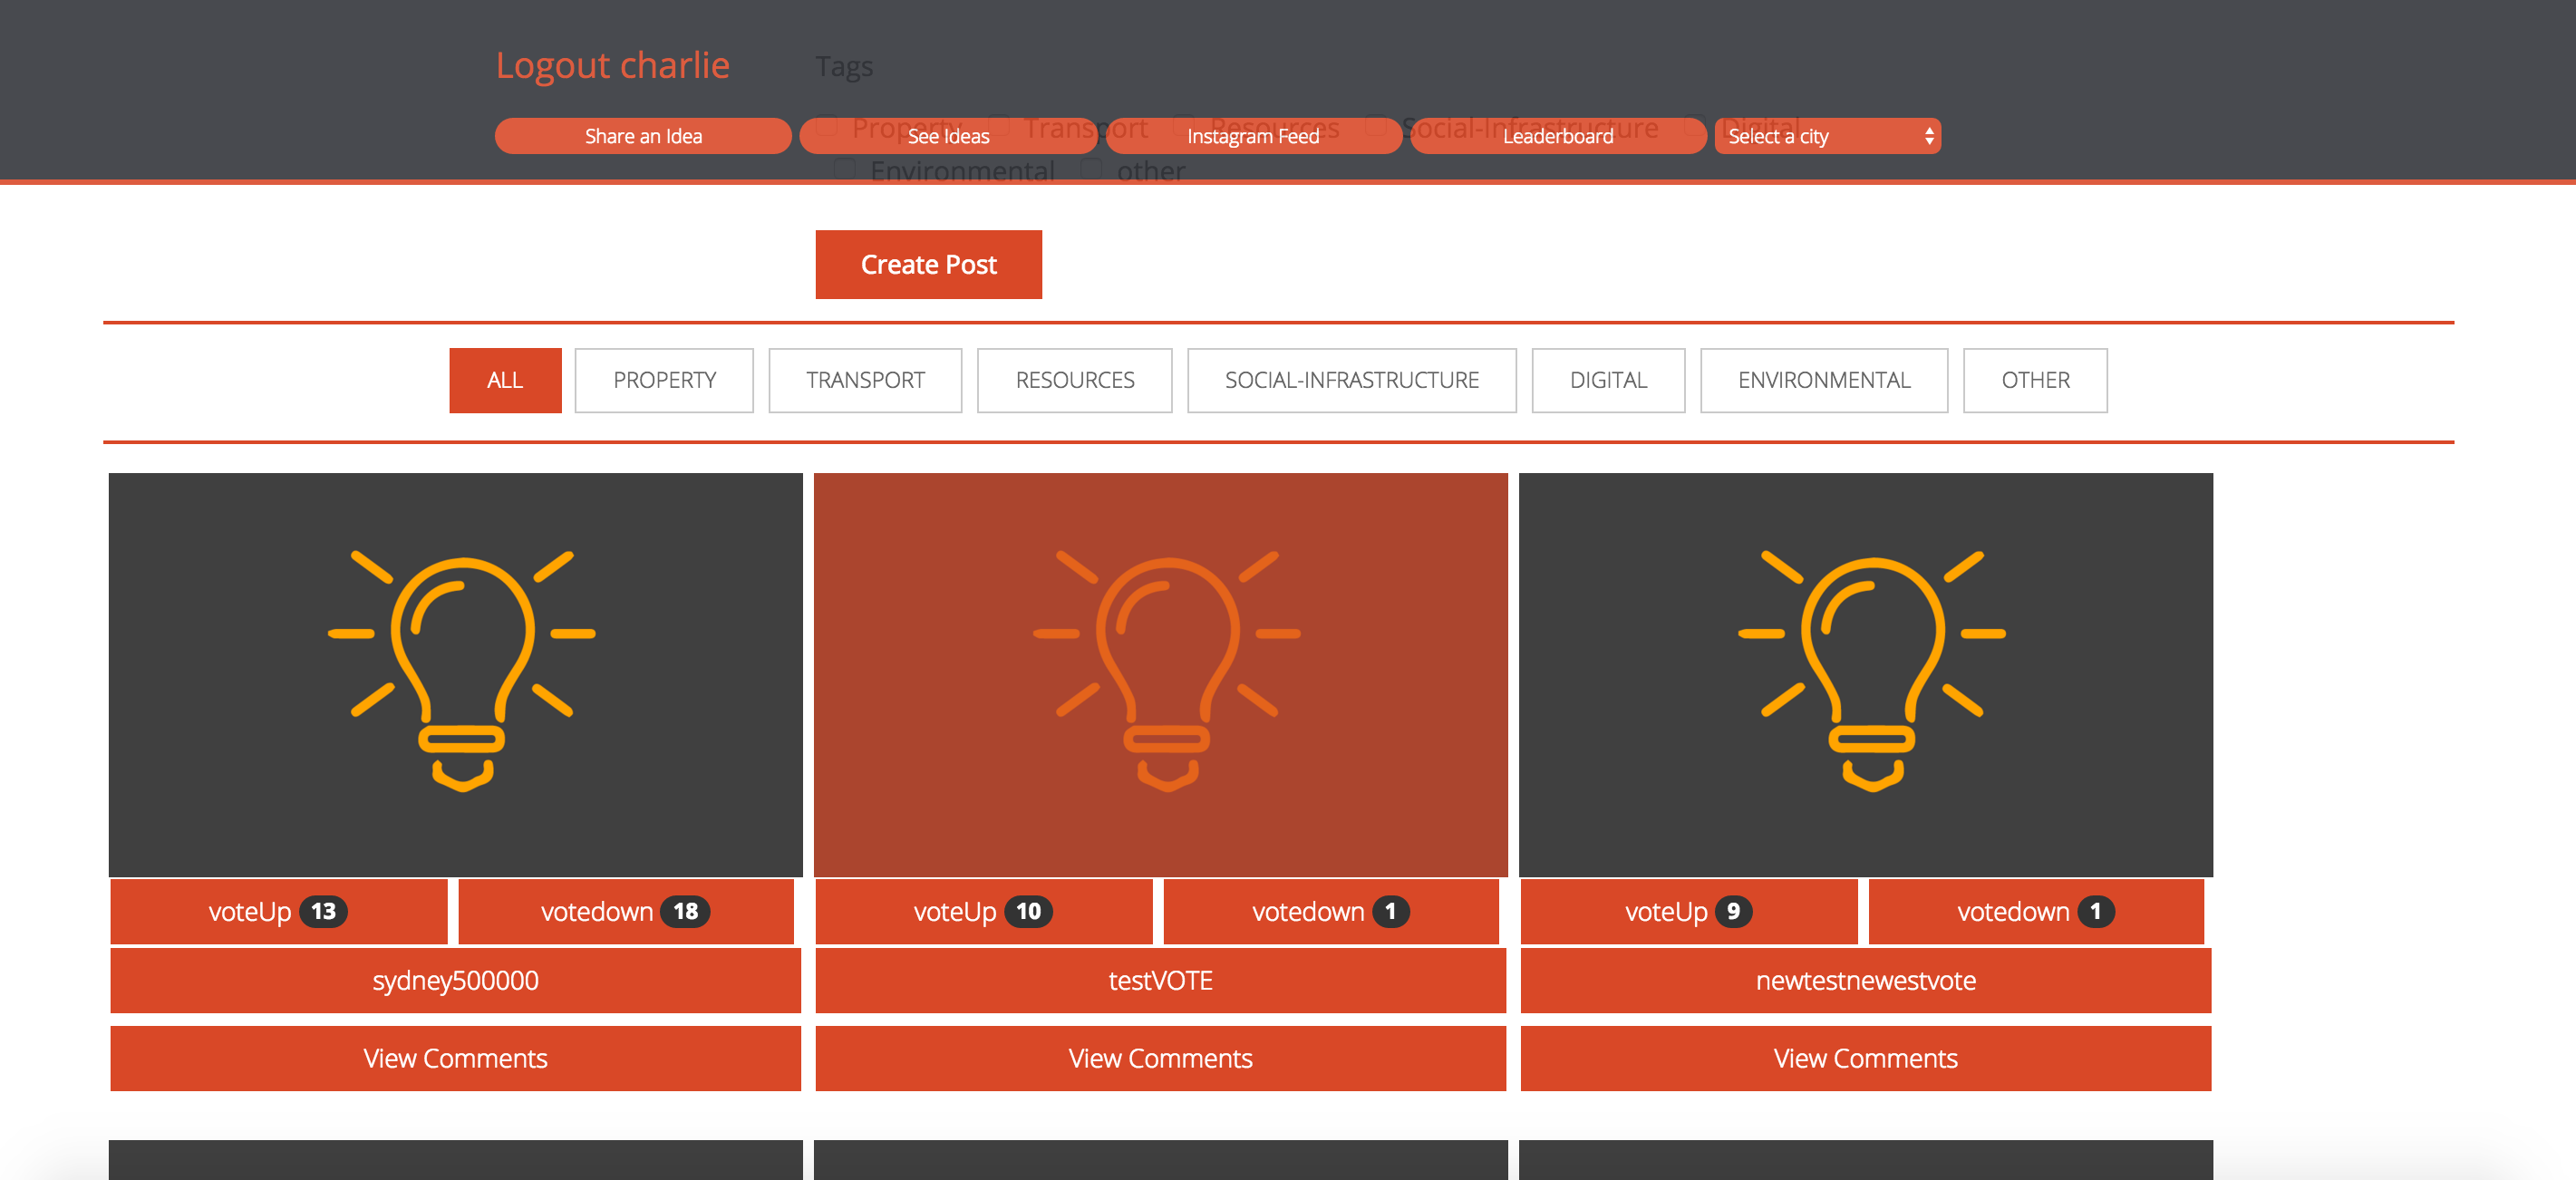 Logout charlie
Tags
Property Transport Resources Social-Infrastructure Digital
Share an Idea See Ideas Instagram Feed Leaderboard Select a city
Environmental other
Create Post
ALL PROPERTY TRANSPORT RESOURCES SOCIAL-INFRASTRUCTURE DIGITAL ENVIRONMENTAL OTHER
voteUp 13 votedown 18 voteUp 10 votedown 1 voteUp 9 votedown 1
sydney500000 testVOTE newtestnewestvote
View Comments View Comments View Comments